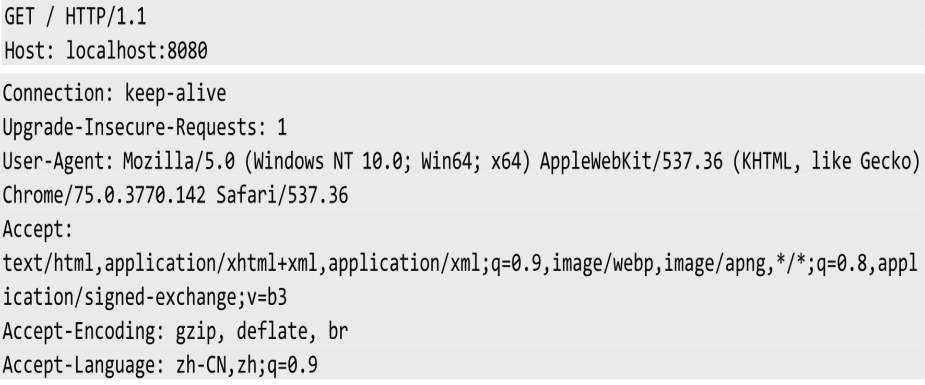 GET / HTTP/1.1
Host: localhost:8080
Connection: keep-alive
Upgrade-Insecure-Requests: 1
User-Agent: Mozilla/5.0 (Windows NT 10.0; Win64; x64) AppleWebKit/537.36 (KHTML, like Gecko)
Chrome/75.0.3770.142 Safari/537.36
Accept:
text/html,application/xhtml+xml,application/xml;q=0.9,image/webp,image/apng,*/*;q=0.8,appl
ication/signed-exchange;v=b3
Accept-Encoding: gzip, deflate, br
Accept-Language: zh-CN,zh;q=0.9